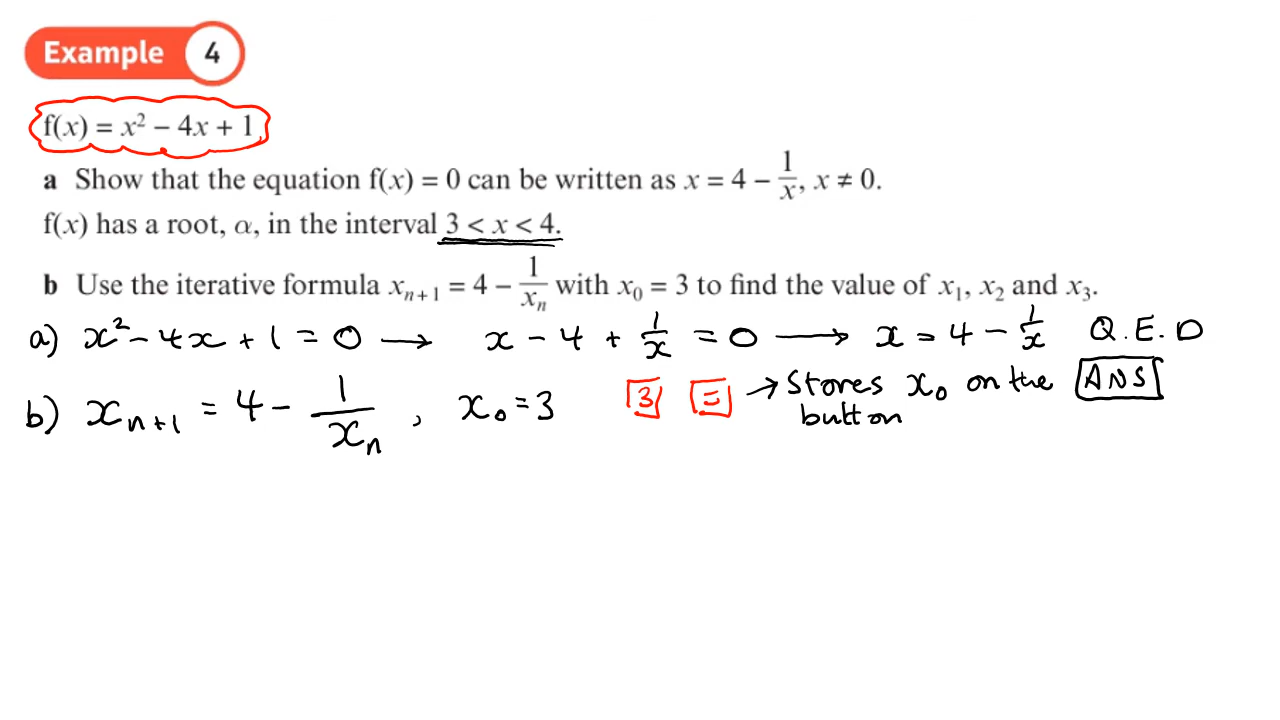 Example 4
f(x) = x² − 4x + 1
a Show that the equation f(x) = 0 can be written as x = 4 − 1/x, x ≠ 0.
f(x) has a root, α, in the interval 3 < x < 4.
b Use the iterative formula xₙ₊₁ = 4 − 1/xₙ with x₀ = 3 to find the value of x₁, x₂ and x₃.
a) x² − 4x + 1 = 0 → x − 4 + 1/x = 0 → x = 4 − 1/x Q.E.D
b) xₙ₊₁ = 4 − 1/xₙ , x₀ = 3 3 = → Stores x₀ on the ANS
button